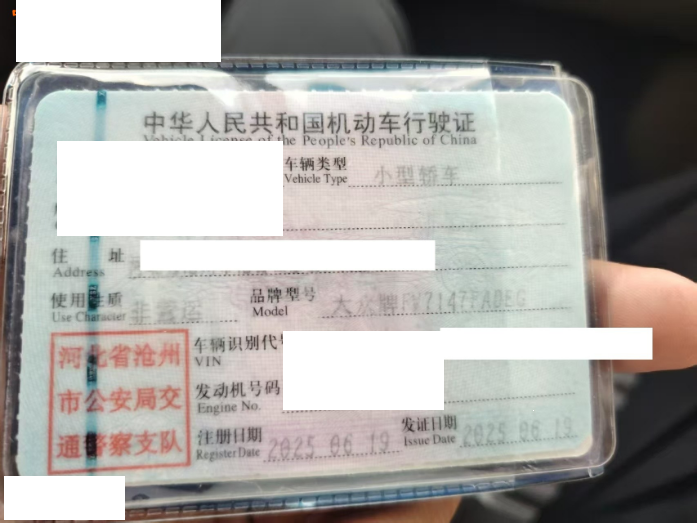 中华人民共和国机动车行驶证
Vehicle License of the People's Republic of China
车辆类型 小型轿车
Vehicle Type
住 址
Address
使用性质 非营运 品牌型号 大众牌FV7147FADEG
Use Character Model
河北省沧州
市公安局交
通警察支队
车辆识别代号
VIN
发动机号码
Engine No.
注册日期 2025-06-19 发证日期 2025-06-19
Register Date Issue Date